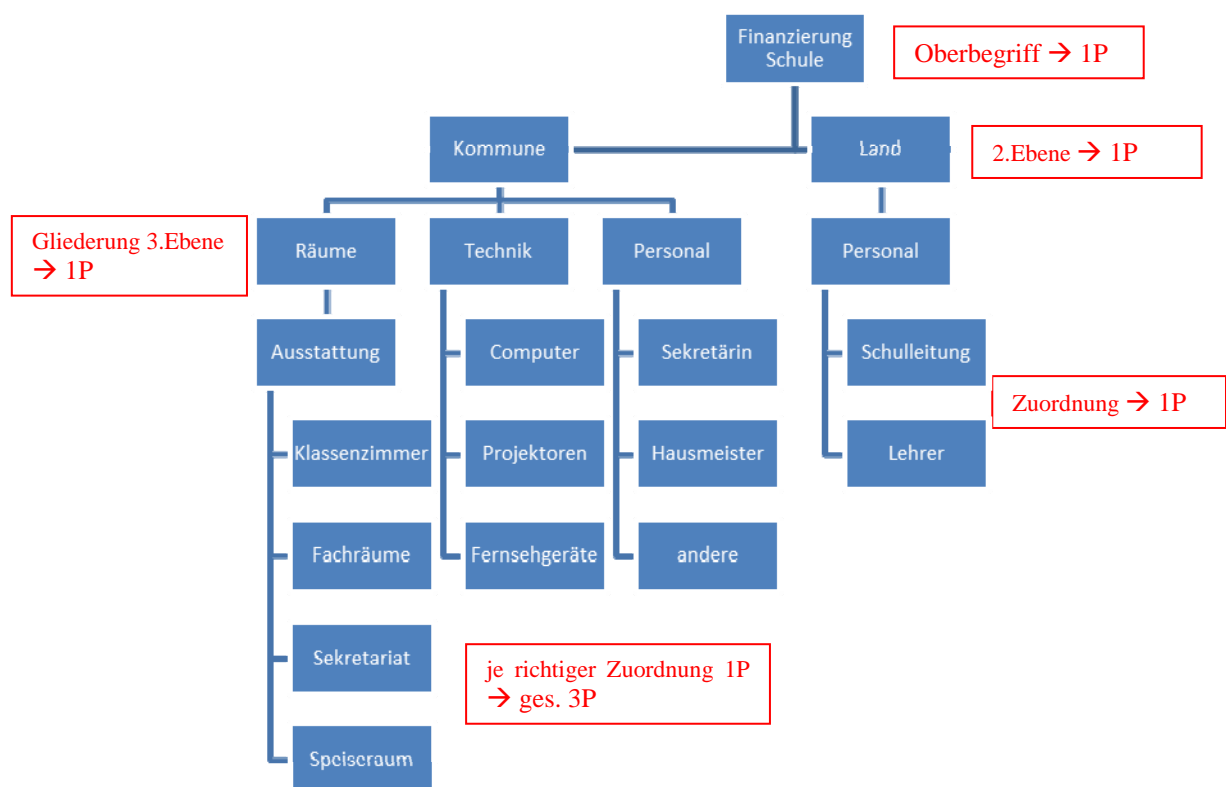 Finanzierung
Schule
Oberbegriff → 1P
Kommune
Land
2.Ebene → 1P
Gliederung 3.Ebene
→ 1P
Räume
Technik
Personal
Personal
Ausstattung
Computer
Sekretärin
Schulleitung
Zuordnung → 1P
Klassenzimmer
Projektoren
Hausmeister
Lehrer
Fachräume
Fernsehgeräte
andere
Sekretariat
je richtiger Zuordnung 1P
→ ges. 3P
Speiseraum